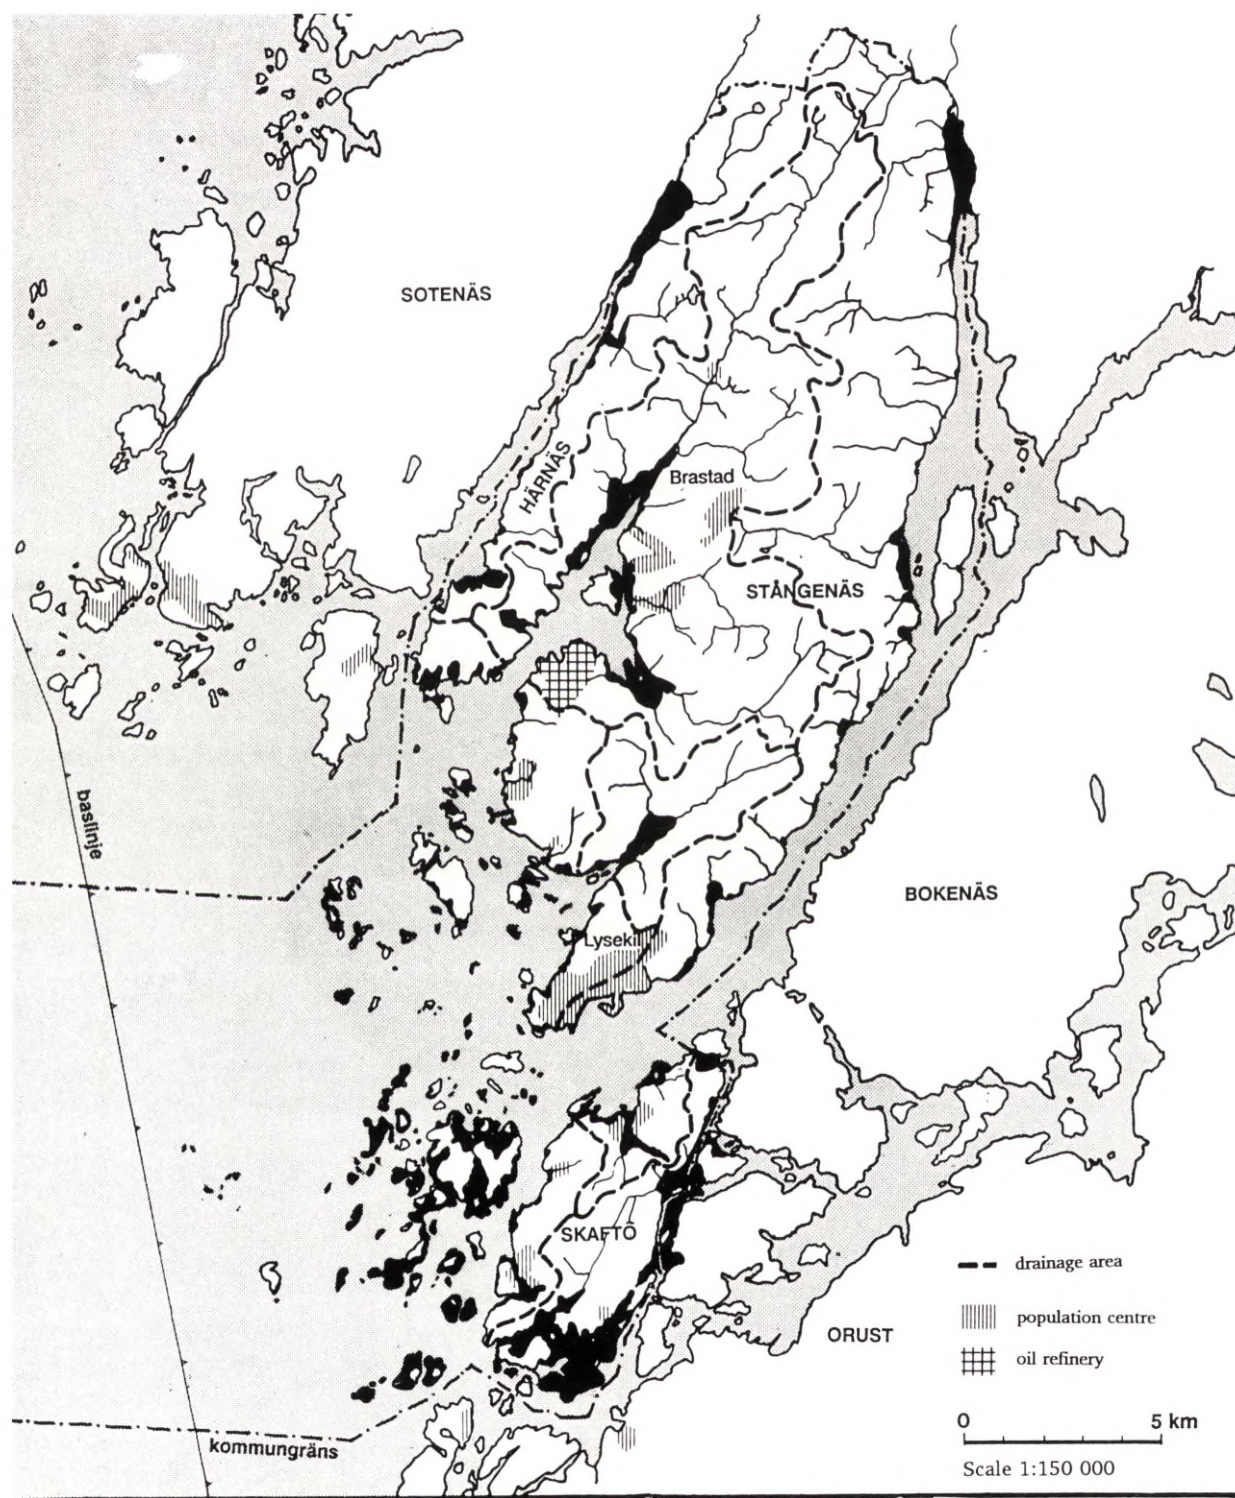 SOTENÄS
HÄRNÄS
Brastad
STÅNGENÄS
baslinje
BOKENÄS
Lysekil
SKAFTÖ
drainage area
population centre
oil refinery
ORUST
0 5 km
kommungräns
Scale 1:150 000